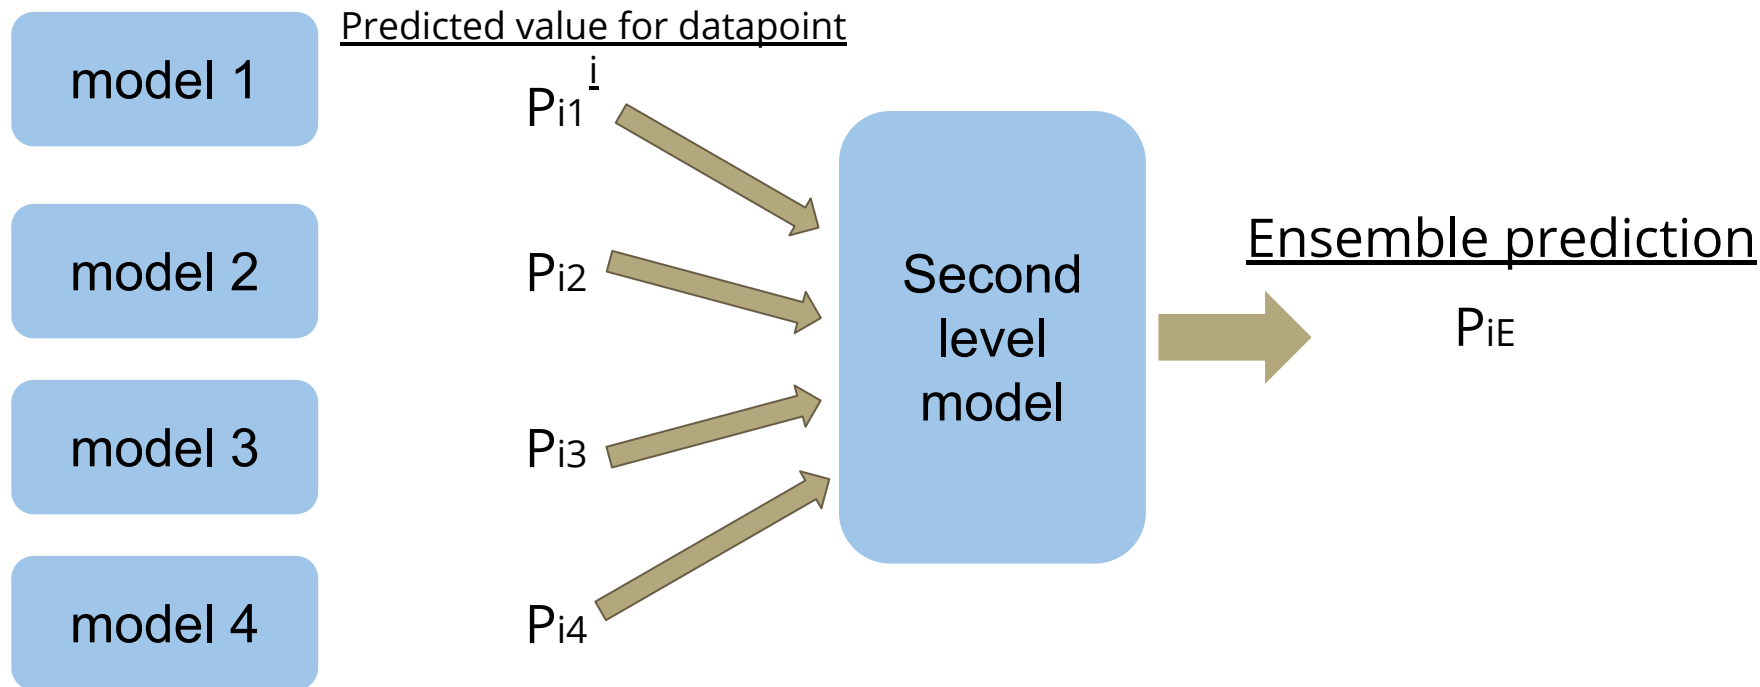 model 1
Predicted value for datapoint
i
Pi1
model 2
Pi2
model 3
Pi3
model 4
Pi4
Second
level
model
Ensemble prediction
PiE